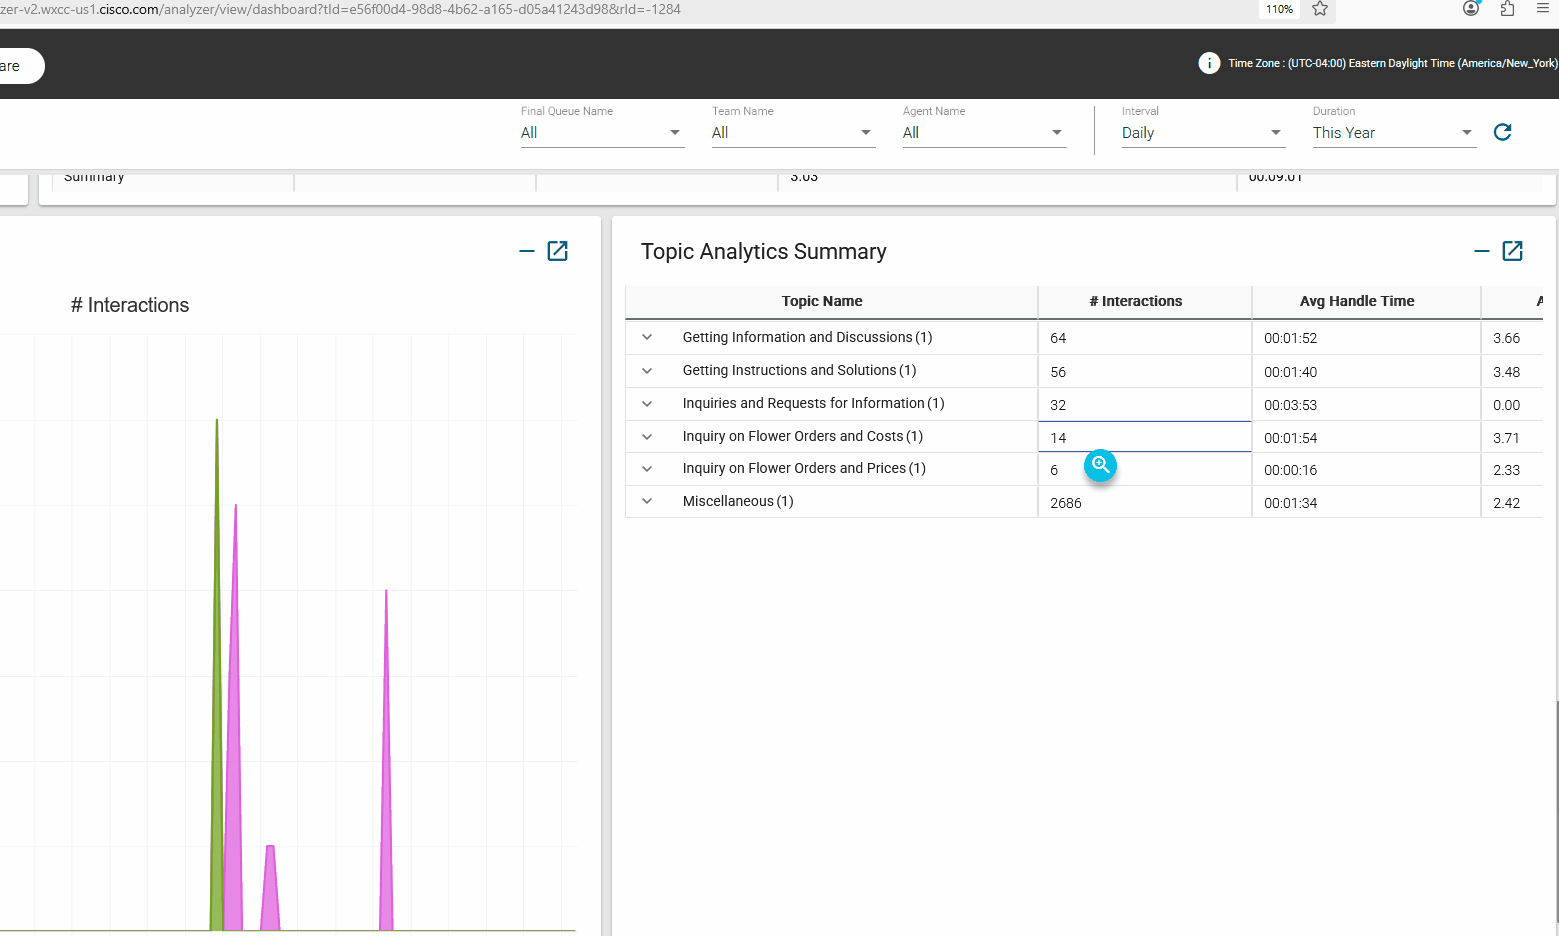 zer-v2.wxcc-us1.cisco.com/analyzer/view/dashboard?tId=e56f00d4-98d8-4b62-a165-d05a41243d98&rId=-1284
110%
are
Time Zone : (UTC-04:00) Eastern Daylight Time (America/New_York)
Final Queue Name
All
Team Name
All
Agent Name
All
Interval
Daily
Duration
This Year
Summary 3.03 00:09:01
# Interactions
Topic Analytics Summary
Topic Name # Interactions Avg Handle Time A
Getting Information and Discussions (1) 64 00:01:52 3.66
Getting Instructions and Solutions (1) 56 00:01:40 3.48
Inquiries and Requests for Information (1) 32 00:03:53 0.00
Inquiry on Flower Orders and Costs (1) 14 00:01:54 3.71
Inquiry on Flower Orders and Prices (1) 6 00:00:16 2.33
Miscellaneous (1) 2686 00:01:34 2.42